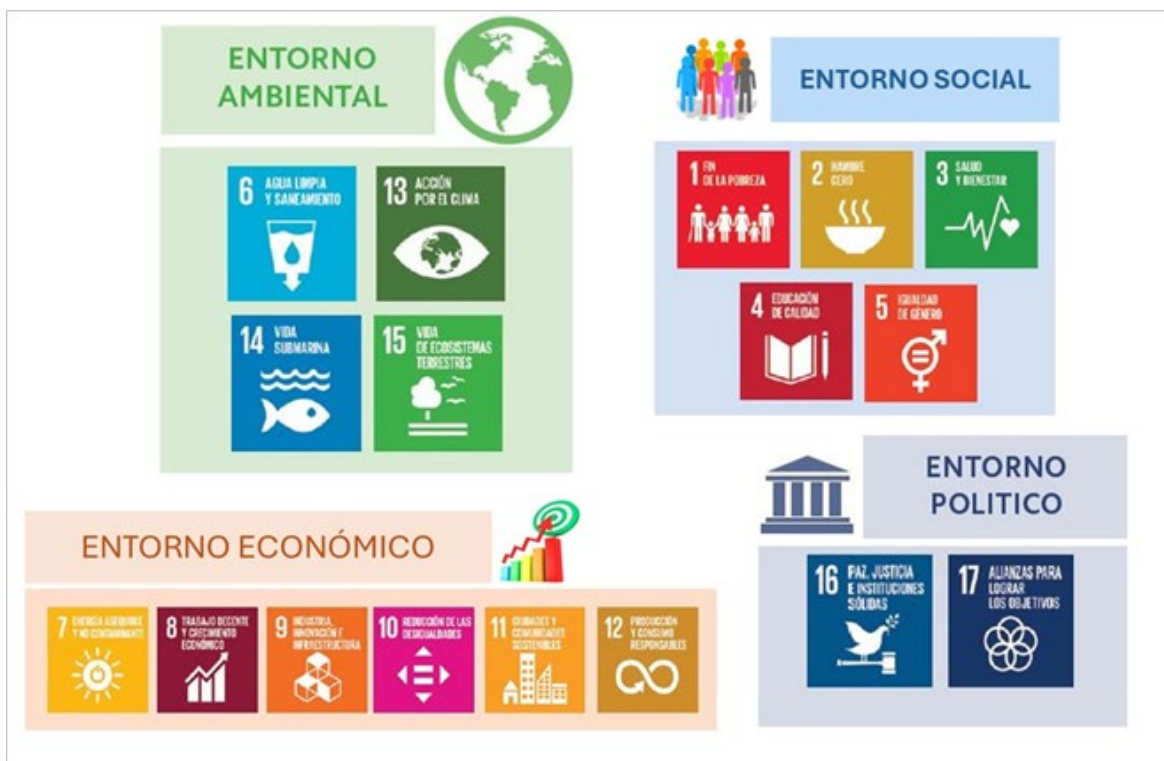 ENTORNO
AMBIENTAL
6 AGUA LIMPIA
Y SANEAMIENTO
13 ACCIÓN
POR EL CLIMA
14 VIDA
SUBMARINA
15 VIDA
DE ECOSISTEMAS
TERRESTRES
ENTORNO SOCIAL
1 FIN
DE LA POBREZA
2 HAMBRE
CERO
3 SALUD
Y BIENESTAR
4 EDUCACIÓN
DE CALIDAD
5 IGUALDAD
DE GÉNERO
ENTORNO ECONÓMICO
7 ENERGÍA ASEQUIBLE
Y NO CONTAMINANTE
8 TRABAJO DECENTE
Y CRECIMIENTO
ECONÓMICO
9 INDUSTRIA,
INNOVACIÓN E
INFRAESTRUCTURA
10 REDUCCIÓN DE LAS
DESIGUALDADES
11 CIUDADES Y
COMUNIDADES
SOSTENIBLES
12 PRODUCCIÓN
Y CONSUMO
RESPONSABLES
ENTORNO
POLITICO
16 PAZ, JUSTICIA
E INSTITUCIONES
SÓLIDAS
17 ALIANZAS PARA
LOGRAR
LOS OBJETIVOS